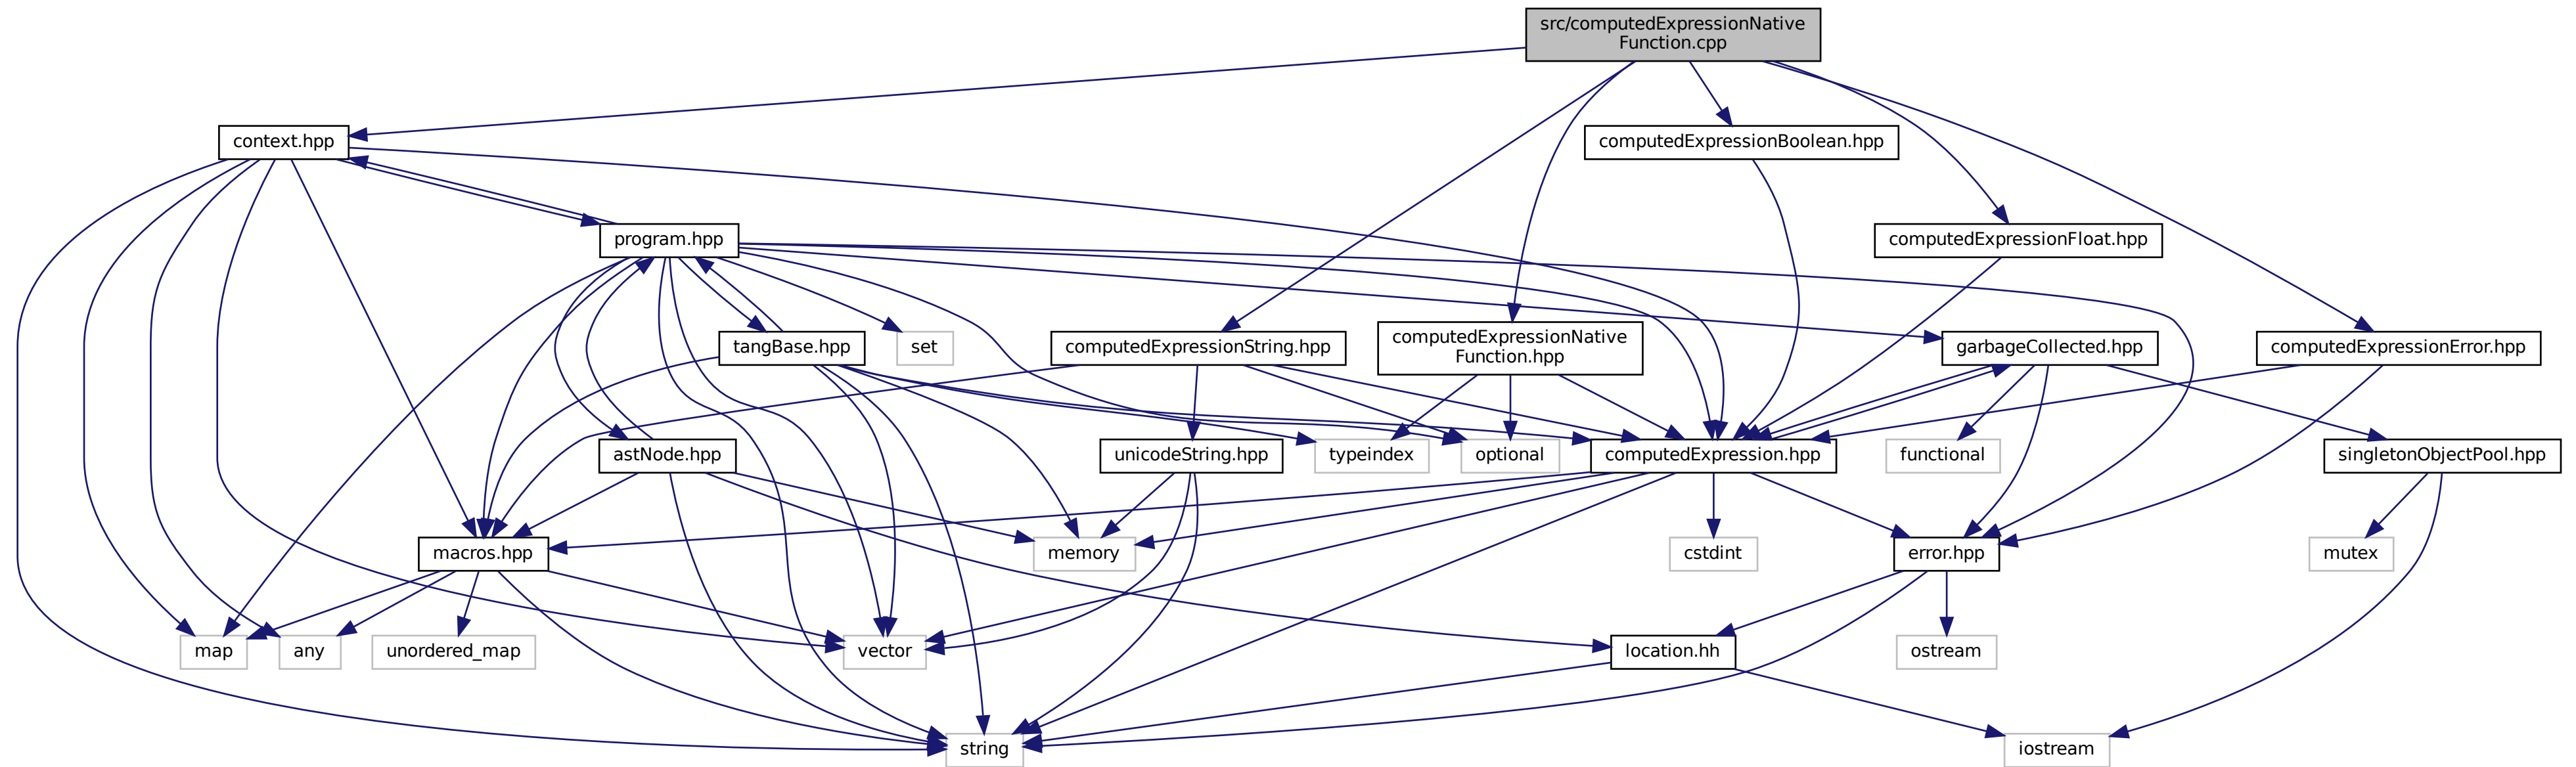 src/computedExpressionNative
Function.cpp
context.hpp
computedExpressionBoolean.hpp
program.hpp
computedExpressionFloat.hpp
tangBase.hpp
set
computedExpressionString.hpp
computedExpressionNative
Function.hpp
garbageCollected.hpp
computedExpressionError.hpp
astNode.hpp
unicodeString.hpp
typeindex
optional
computedExpression.hpp
functional
singletonObjectPool.hpp
macros.hpp
memory
cstdint
error.hpp
mutex
map
any
unordered_map
vector
location.hh
ostream
string
iostream